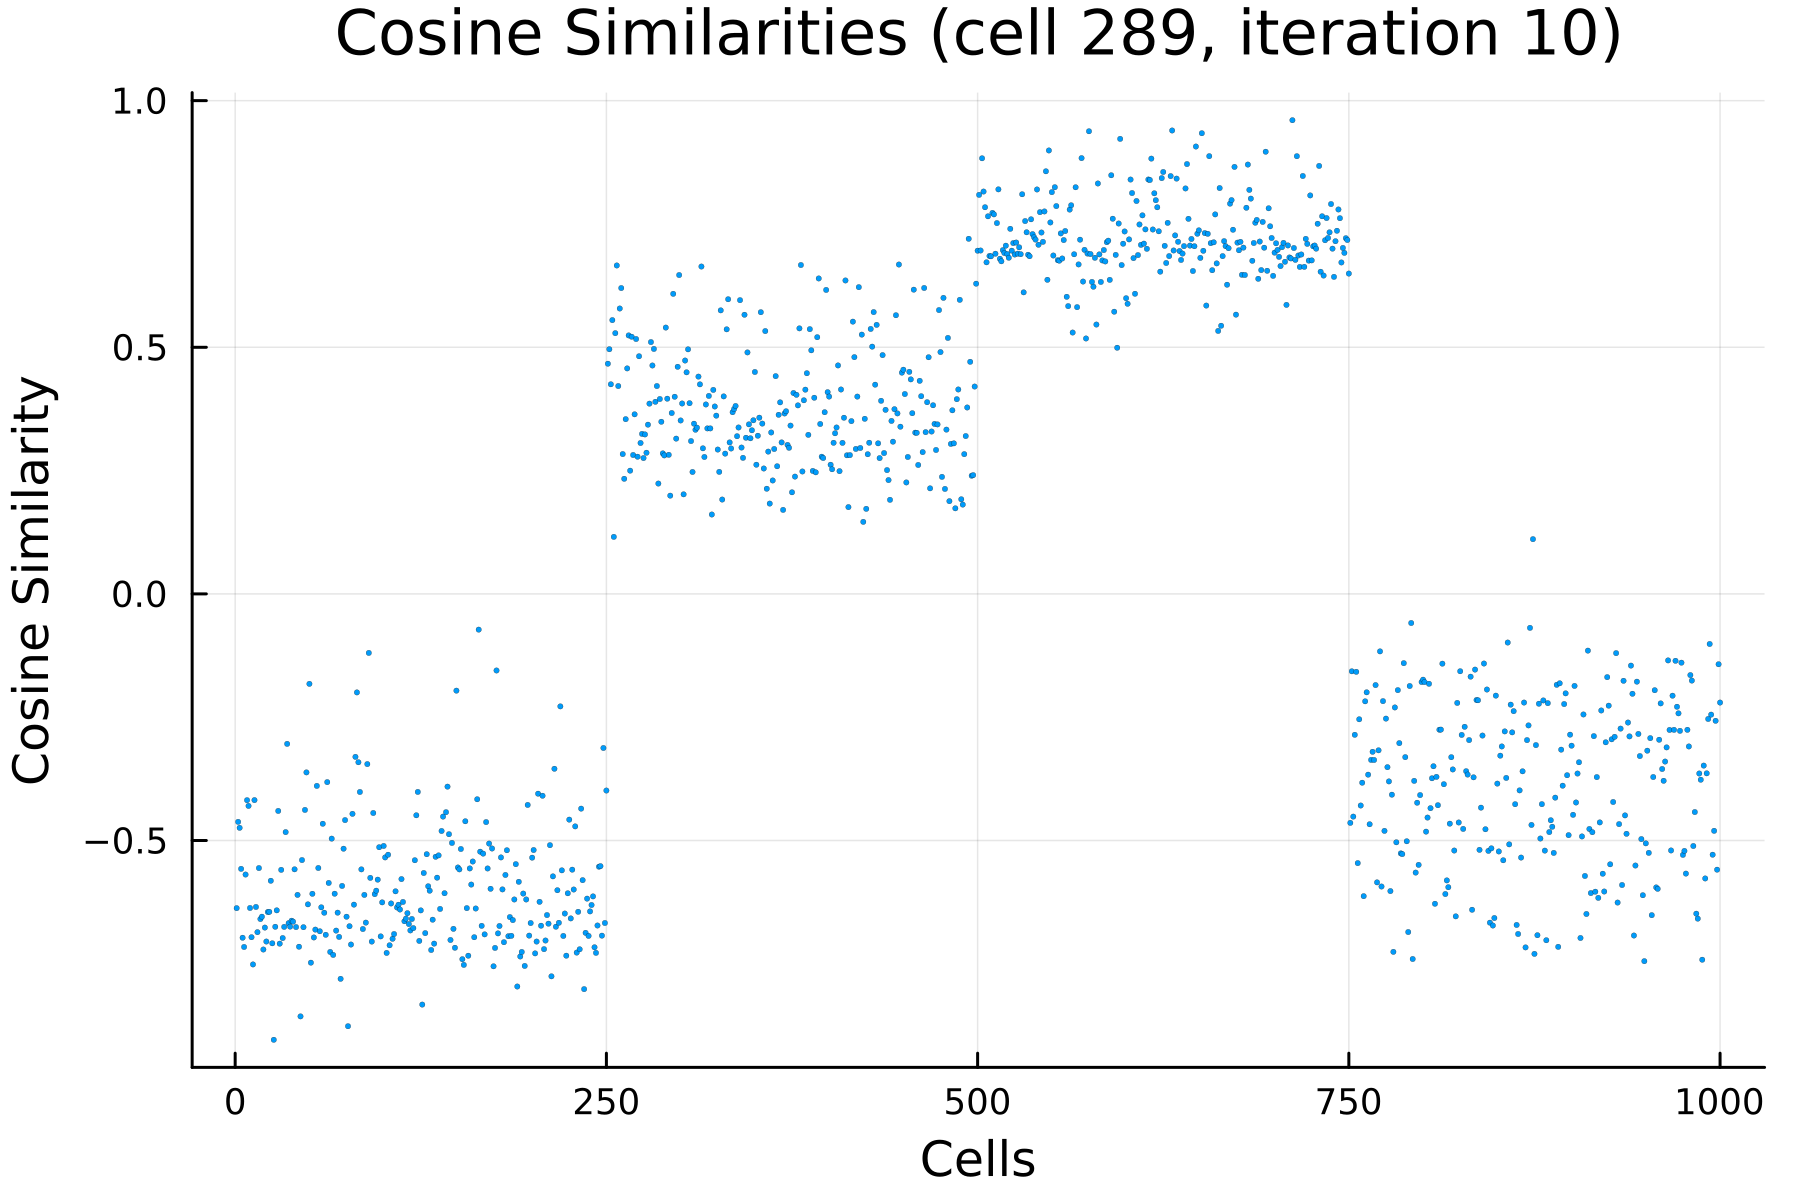 Cosine Similarities (cell 289, iteration 10)
Cosine Similarity
1.0
0.5
0.0
−0.5
0 250 500 750 1000
Cells